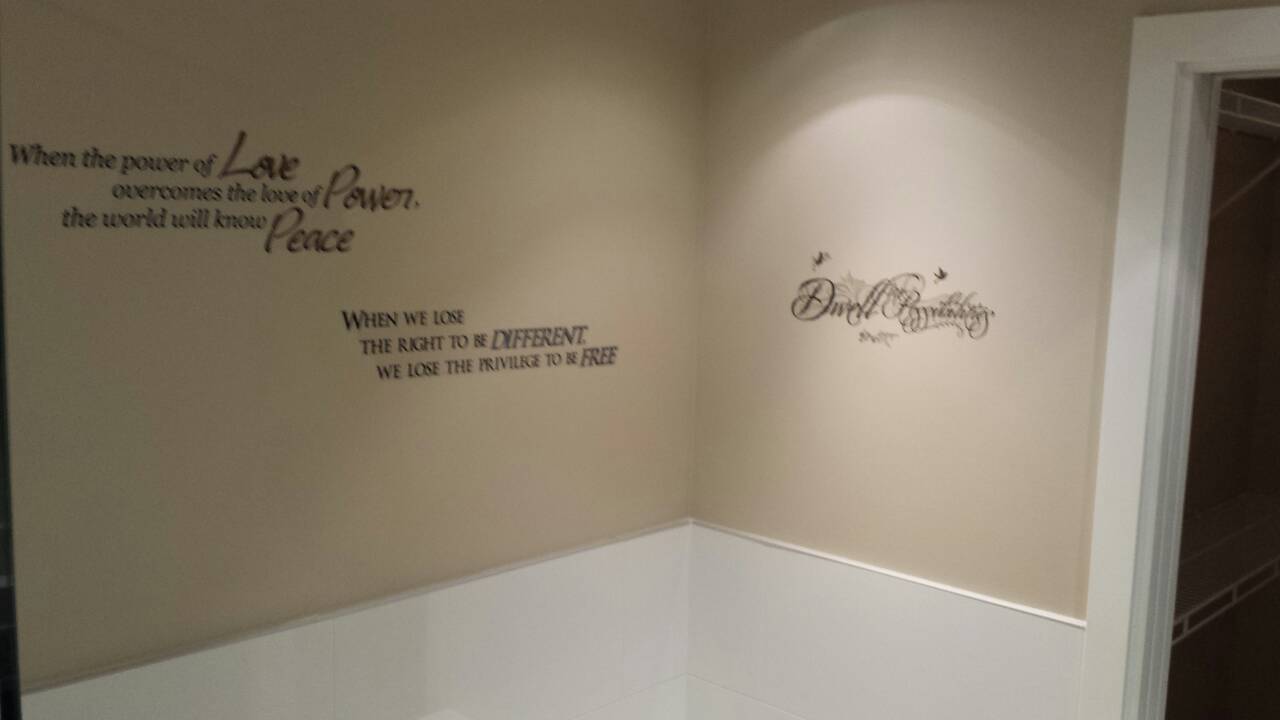 When the power of Love
overcomes the love of Power,
the world will know Peace
WHEN WE LOSE
THE RIGHT TO BE DIFFERENT,
WE LOSE THE PRIVILEGE TO BE FREE
Dwell